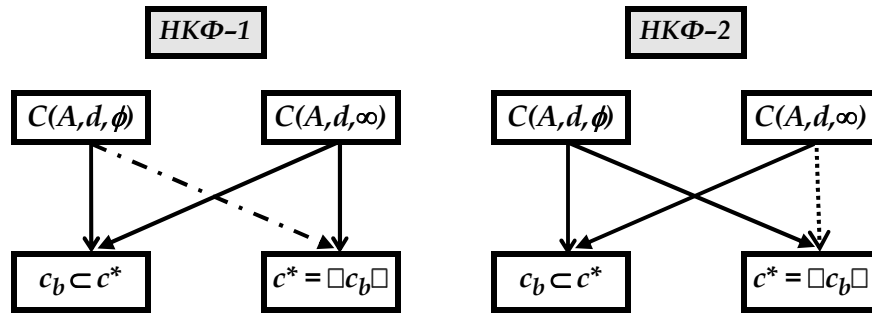 НКФ–1
НКФ–2
C(A,d,ϕ)
C(A,d,∞)
C(A,d,ϕ)
C(A,d,∞)
c_b ⊂ c*
c* = □c_b□
c_b ⊂ c*
c* = □c_b□